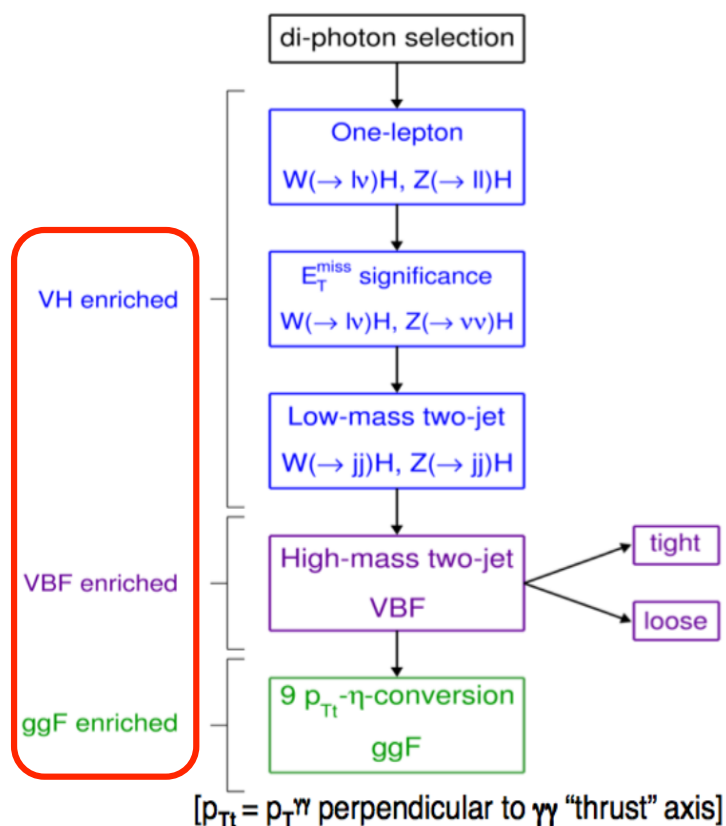 di-photon selection
One-lepton
W(→ lν)H, Z(→ ll)H
E_T^miss significance
W(→ lν)H, Z(→ νν)H
VH enriched
Low-mass two-jet
W(→ jj)H, Z(→ jj)H
High-mass two-jet
VBF
tight
loose
VBF enriched
9 p_Tt-η-conversion
ggF
ggF enriched
[p_Tt = p_T^γγ perpendicular to γγ “thrust” axis]